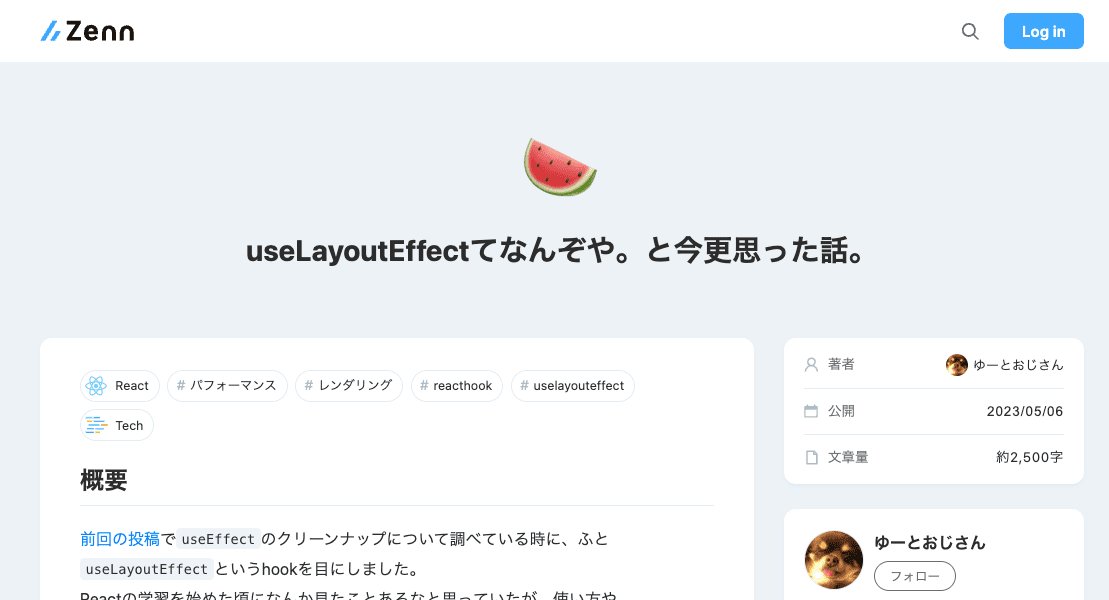 Zenn
Log in
useLayoutEffectてなんぞや。と今更思った話。
React
# パフォーマンス
# レンダリング
# reacthook
# uselayouteffect
Tech
概要
前回の投稿で useEffect のクリーンナップについて調べている時に、ふと
useLayoutEffect というhookを目にしました。
Reactの学習を始めた頃になんか見たことあるなと思っていたが、使い方や
著者
ゆーとおじさん
公開
2023/05/06
文章量
約2,500字
ゆーとおじさん
フォロー